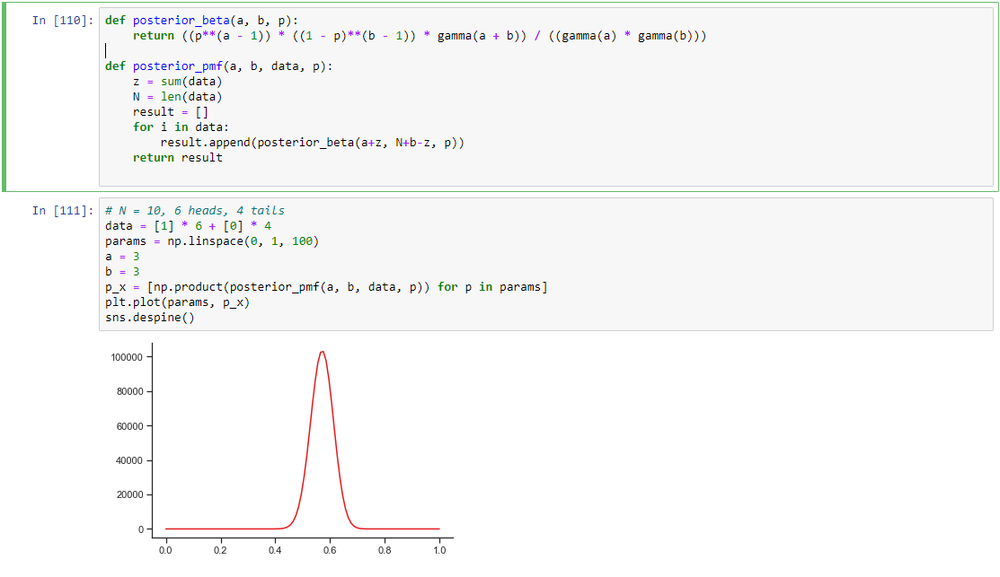 In [110]:
def posterior_beta(a, b, p):
    return ((p**(a - 1)) * ((1 - p)**(b - 1)) * gamma(a + b)) / ((gamma(a) * gamma(b)))
def posterior_pmf(a, b, data, p):
    z = sum(data)
    N = len(data)
    result = []
    for i in data:
        result.append(posterior_beta(a+z, N+b-z, p))
    return result
In [111]:
# N = 10, 6 heads, 4 tails
data = [1] * 6 + [0] * 4
params = np.linspace(0, 1, 100)
a = 3
b = 3
p_x = [np.product(posterior_pmf(a, b, data, p)) for p in params]
plt.plot(params, p_x)
sns.despine()
100000
80000
60000
40000
20000
0
0.0 0.2 0.4 0.6 0.8 1.0